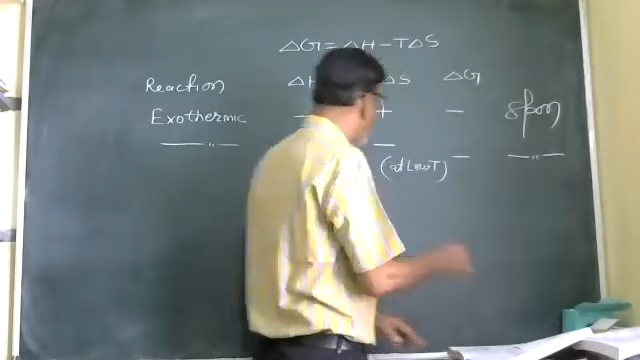 △G = △H - T△S
Reaction △H △S △G
Exothermic - + - spon
—〃— - - —〃—
(at Low T)